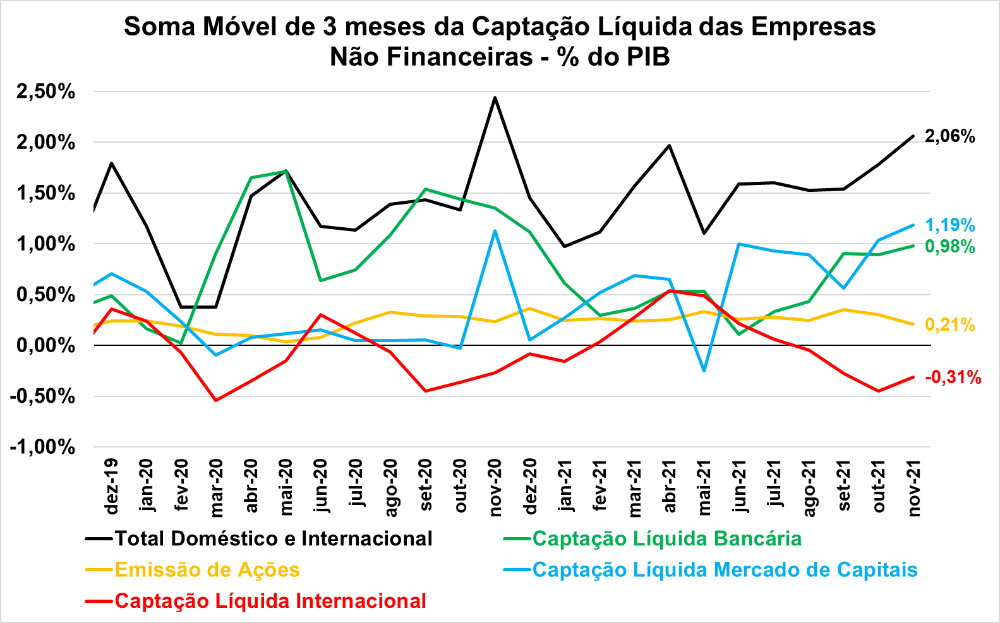 Soma Móvel de 3 meses da Captação Líquida das Empresas
Não Financeiras - % do PIB
2,50%
2,00%
1,50%
1,00%
0,50%
0,00%
-0,50%
-1,00%
2,06%
1,19%
0,98%
0,21%
-0,31%
dez-19
jan-20
fev-20
mar-20
abr-20
mai-20
jun-20
jul-20
ago-20
set-20
out-20
nov-20
dez-20
jan-21
fev-21
mar-21
abr-21
mai-21
jun-21
jul-21
ago-21
set-21
out-21
nov-21
Total Doméstico e Internacional
Captação Líquida Bancária
Emissão de Ações
Captação Líquida Mercado de Capitais
Captação Líquida Internacional